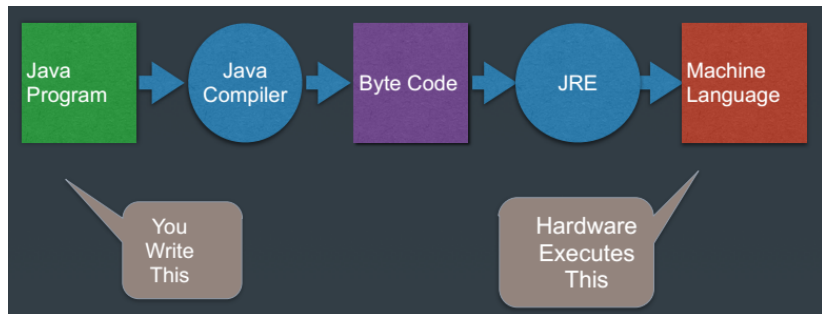 Java
Program
Java
Compiler
Byte Code
JRE
Machine
Language
You
Write
This
Hardware
Executes
This